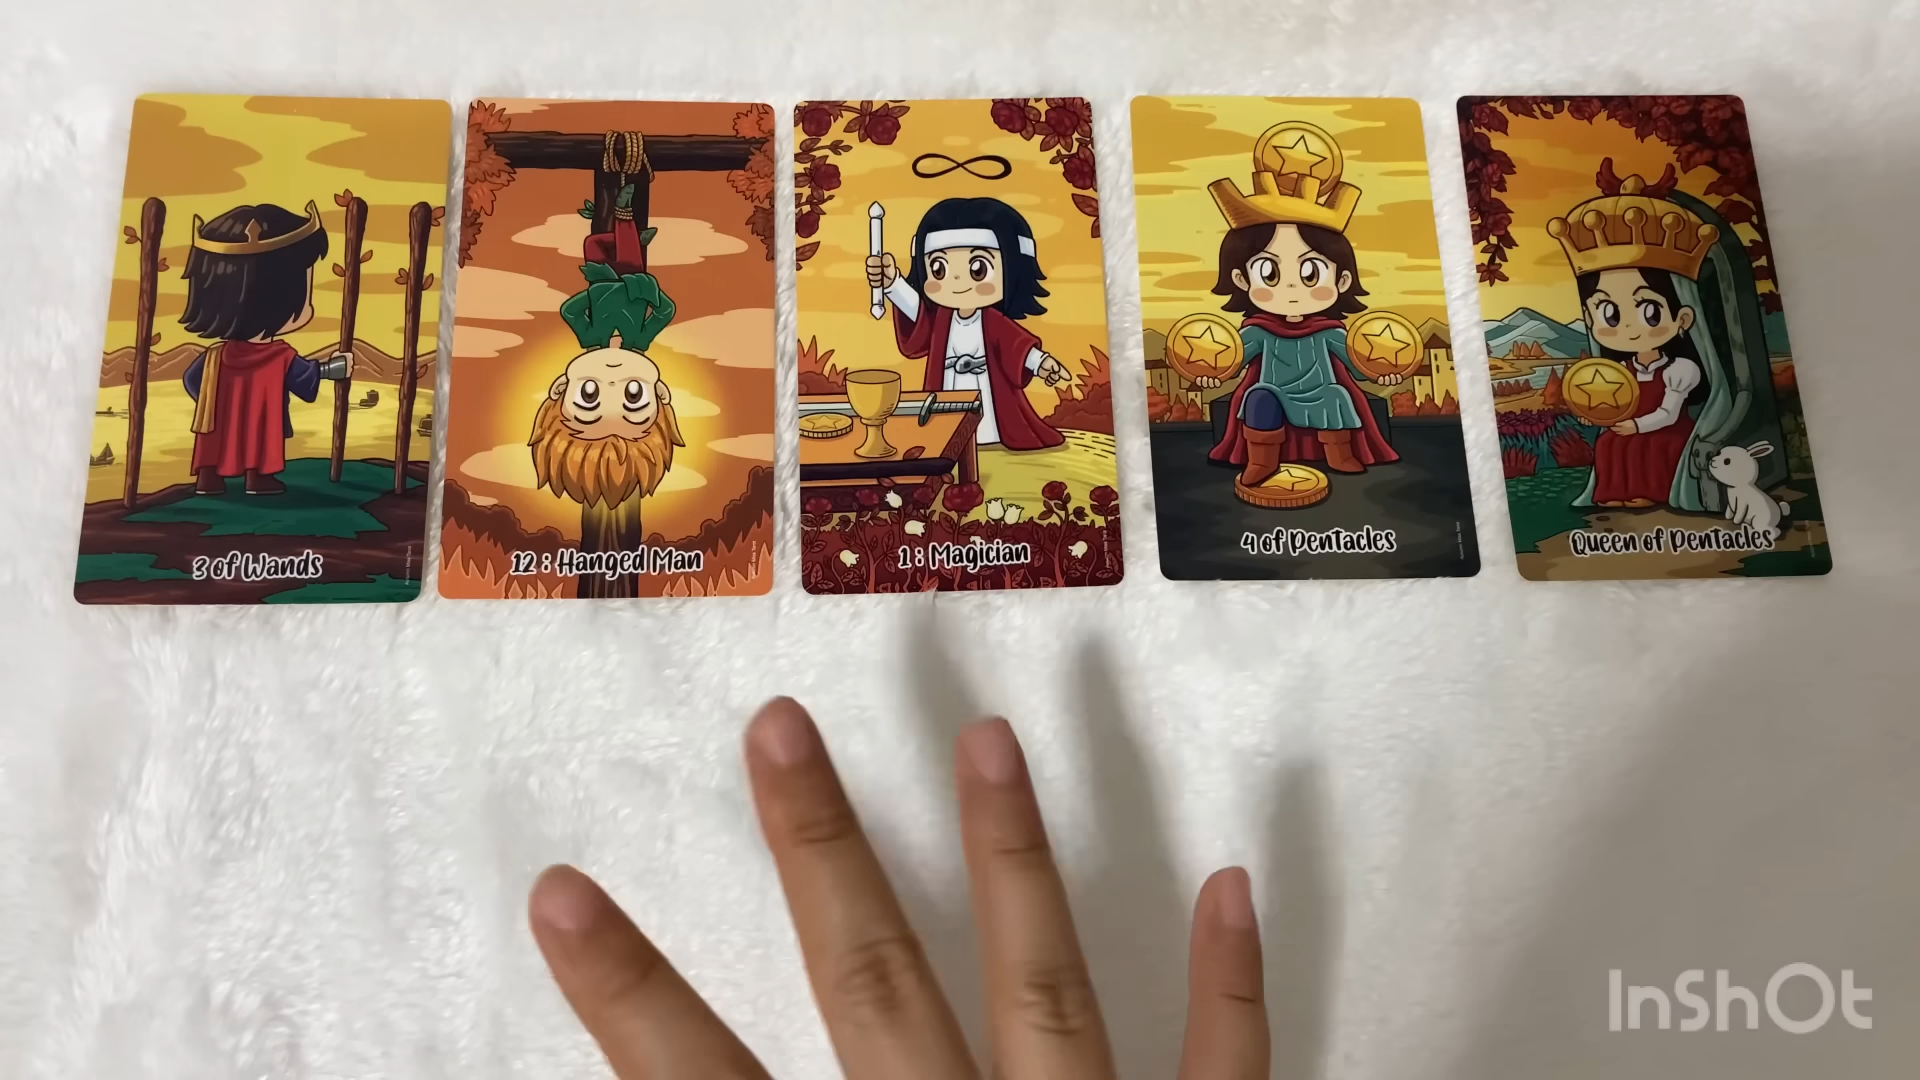 3 of Wands
12 : Hanged Man
1 : Magician
4 of Pentacles
Queen of Pentacles
InShOt